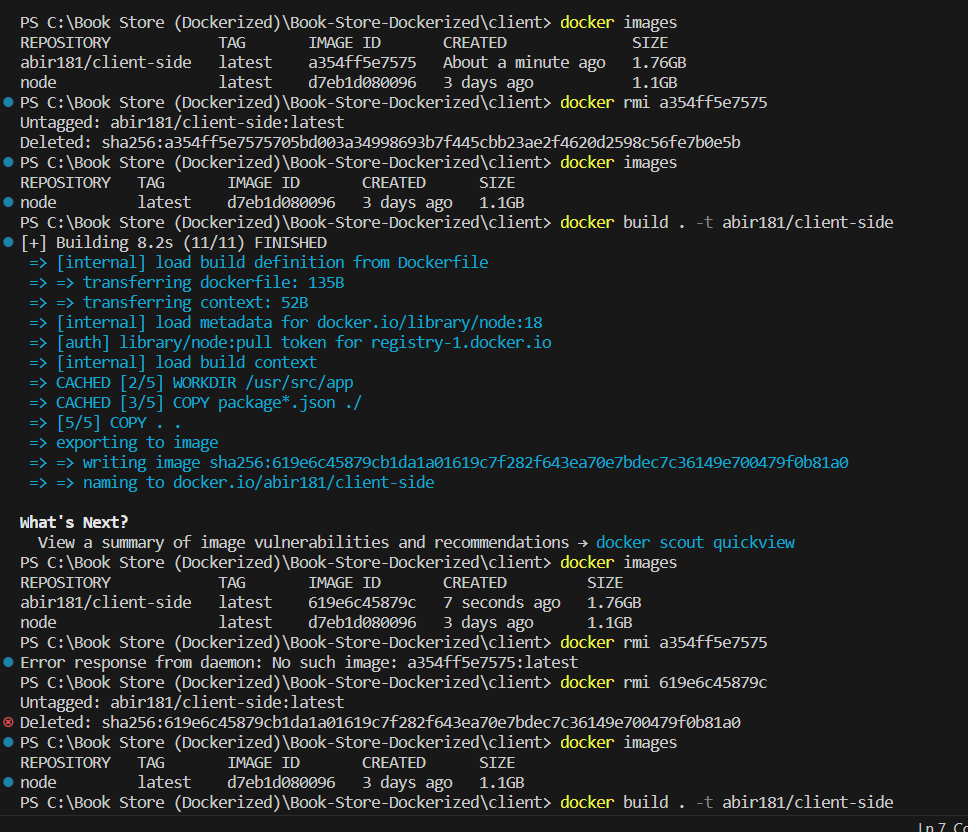 PS C:\Book Store (Dockerized)\Book-Store-Dockerized\client> docker images
REPOSITORY TAG IMAGE ID CREATED SIZE
abir181/client-side latest a354ff5e7575 About a minute ago 1.76GB
node latest d7eb1d080096 3 days ago 1.1GB
PS C:\Book Store (Dockerized)\Book-Store-Dockerized\client> docker rmi a354ff5e7575
Untagged: abir181/client-side:latest
Deleted: sha256:a354ff5e7575705bd003a34998693b7f445cbb23ae2f4620d2598c56fe7b0e5b
PS C:\Book Store (Dockerized)\Book-Store-Dockerized\client> docker images
REPOSITORY TAG IMAGE ID CREATED SIZE
node latest d7eb1d080096 3 days ago 1.1GB
PS C:\Book Store (Dockerized)\Book-Store-Dockerized\client> docker build . -t abir181/client-side
[+] Building 8.2s (11/11) FINISHED
=> [internal] load build definition from Dockerfile
=> => transferring dockerfile: 135B
=> => transferring context: 52B
=> [internal] load metadata for docker.io/library/node:18
=> [auth] library/node:pull token for registry-1.docker.io
=> [internal] load build context
=> CACHED [2/5] WORKDIR /usr/src/app
=> CACHED [3/5] COPY package*.json ./
=> [5/5] COPY . .
=> exporting to image
=> => writing image sha256:619e6c45879cb1da1a01619c7f282f643ea70e7bdec7c36149e700479f0b81a0
=> => naming to docker.io/abir181/client-side
What's Next?
View a summary of image vulnerabilities and recommendations → docker scout quickview
PS C:\Book Store (Dockerized)\Book-Store-Dockerized\client> docker images
REPOSITORY TAG IMAGE ID CREATED SIZE
abir181/client-side latest 619e6c45879c 7 seconds ago 1.76GB
node latest d7eb1d080096 3 days ago 1.1GB
PS C:\Book Store (Dockerized)\Book-Store-Dockerized\client> docker rmi a354ff5e7575
Error response from daemon: No such image: a354ff5e7575:latest
PS C:\Book Store (Dockerized)\Book-Store-Dockerized\client> docker rmi 619e6c45879c
Untagged: abir181/client-side:latest
Deleted: sha256:619e6c45879cb1da1a01619c7f282f643ea70e7bdec7c36149e700479f0b81a0
PS C:\Book Store (Dockerized)\Book-Store-Dockerized\client> docker images
REPOSITORY TAG IMAGE ID CREATED SIZE
node latest d7eb1d080096 3 days ago 1.1GB
PS C:\Book Store (Dockerized)\Book-Store-Dockerized\client> docker build . -t abir181/client-side
Ln 7